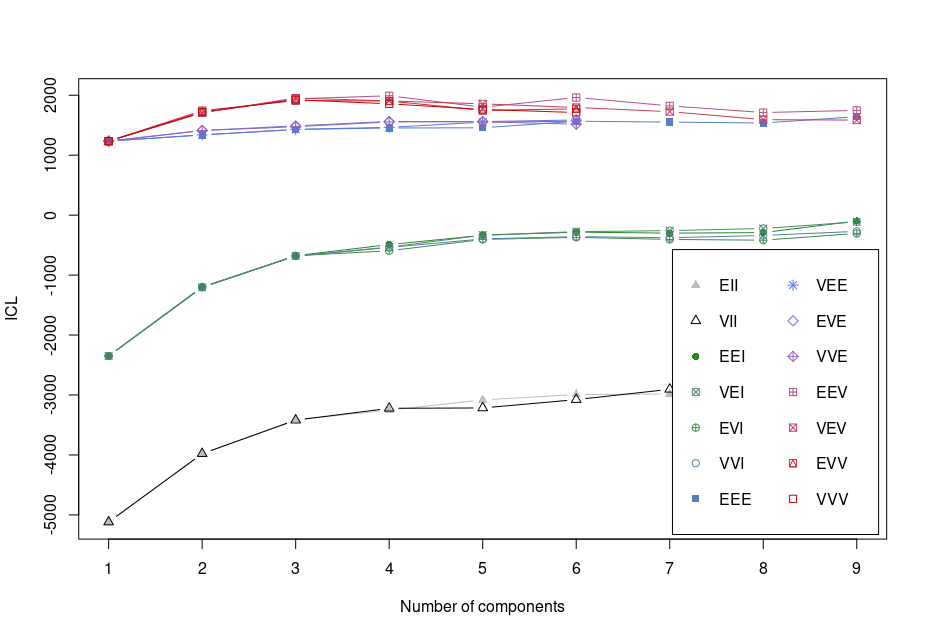 2000
1000
0
-1000
-2000
-3000
-4000
-5000
ICL
EII VEE
VII EVE
EEI VVE
VEI EEV
EVI VEV
VVI EVV
EEE VVV
1 2 3 4 5 6 7 8 9
Number of components